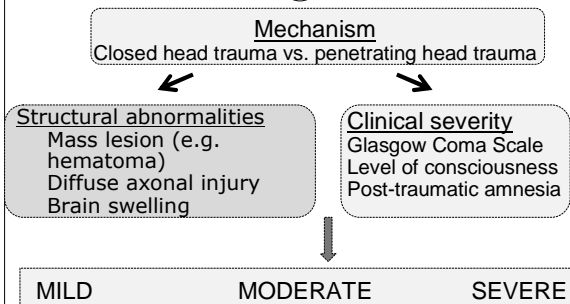 Mechanism
Closed head trauma vs. penetrating head trauma
Structural abnormalities
Mass lesion (e.g.
hematoma)
Diffuse axonal injury
Brain swelling
Clinical severity
Glasgow Coma Scale
Level of consciousness
Post-traumatic amnesia
MILD MODERATE SEVERE